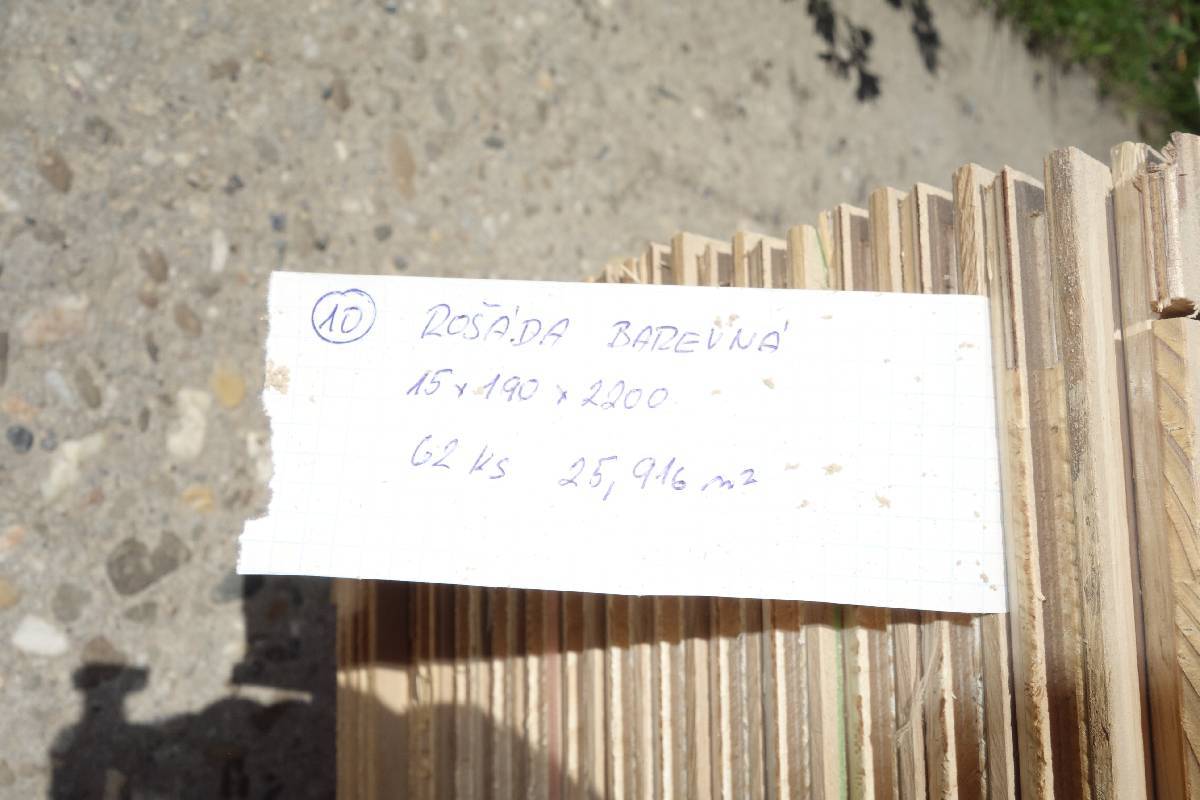 10 ROŠÁDA BAREVNÁ
15 x 190 x 2200
62 ks 25,916 m²